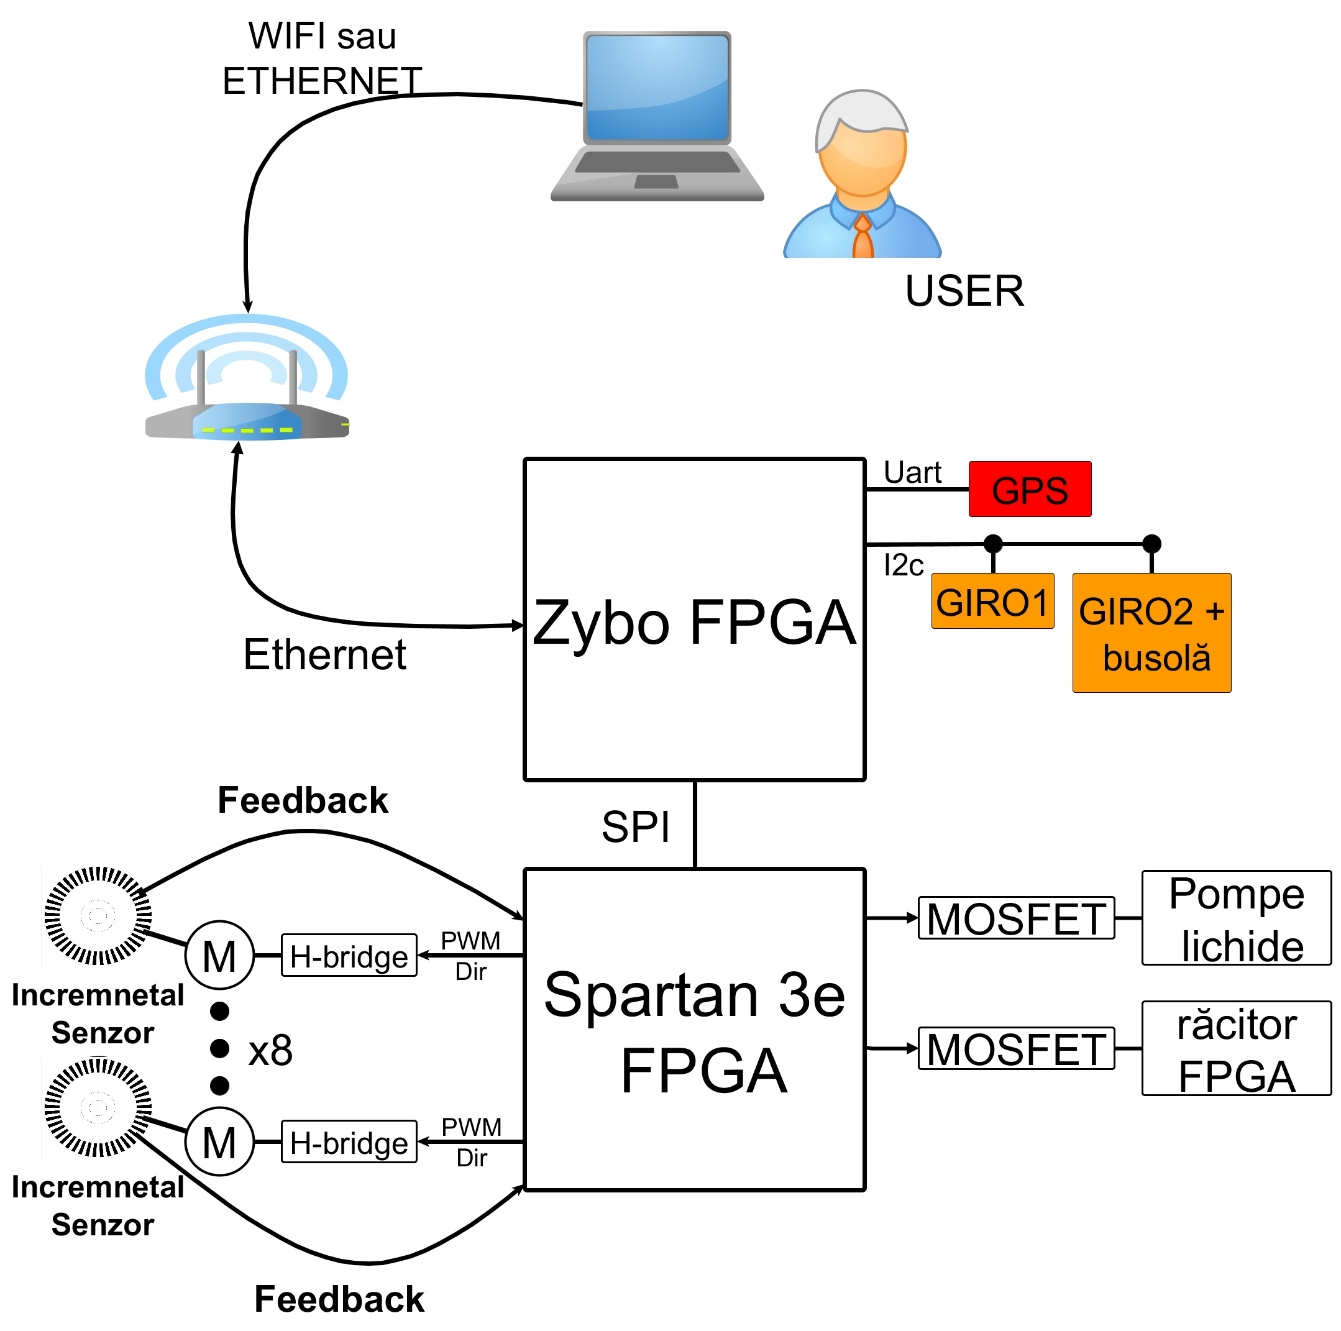 WIFI sau
ETHERNET
USER
Uart
GPS
I2c
GIRO1
GIRO2 +
busolă
Zybo FPGA
Ethernet
SPI
Feedback
Incremnetal
Senzor
M
H-bridge
PWM
Dir
x8
Spartan 3e
FPGA
MOSFET
Pompe
lichide
MOSFET
răcitor
FPGA
M
H-bridge
PWM
Dir
Incremnetal
Senzor
Feedback